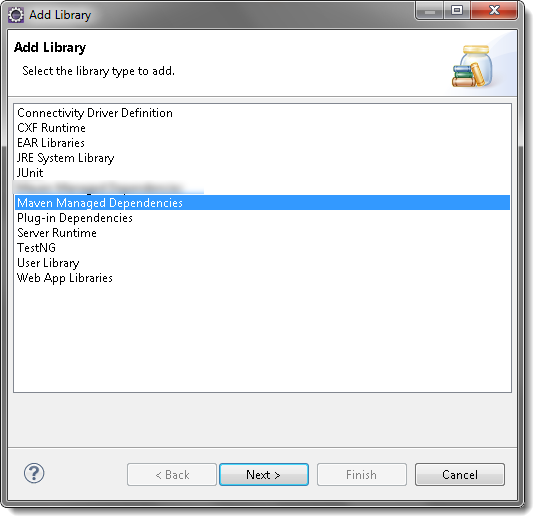 Add Library
Add Library
Select the library type to add.
Connectivity Driver Definition
CXF Runtime
EAR Libraries
JRE System Library
JUnit
Maven Managed Dependencies
Plug-in Dependencies
Server Runtime
TestNG
User Library
Web App Libraries
?
< Back
Next >
Finish
Cancel